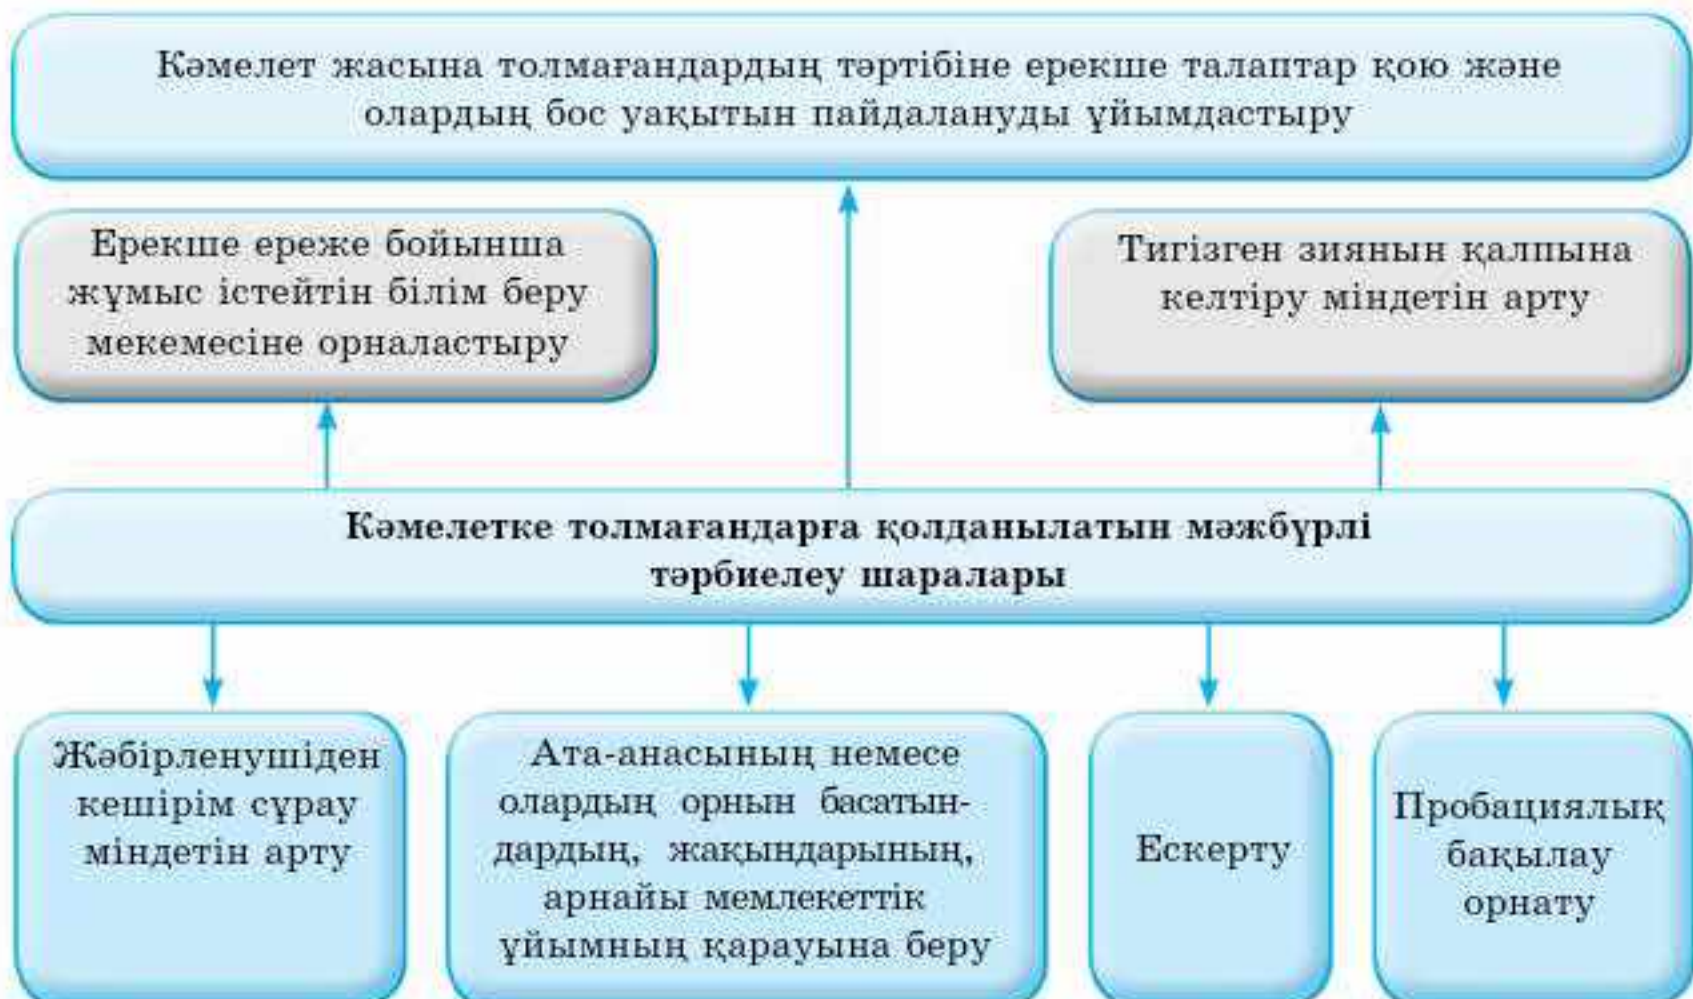 Кәмелет жасына толмағандардың тәртібіне ерекше талаптар қою және
олардың бос уақытын пайдалануды ұйымдастыру
Ерекше ереже бойынша
жұмыс істейтін білім беру
мекемесіне орналастыру
Тигізген зиянын қалпына
келтіру міндетін арту
Кәмелетке толмағандарға қолданылатын мәжбүрлі
тәрбиелеу шаралары
Жәбірленушіден
кешірім сұрау
міндетін арту
Ата-анасының немесе
олардың орнын басатын-
дардың, жақындарының,
арнайы мемлекеттік
ұйымның қарауына беру
Ескерту
Пробациялық
бақылау
орнату